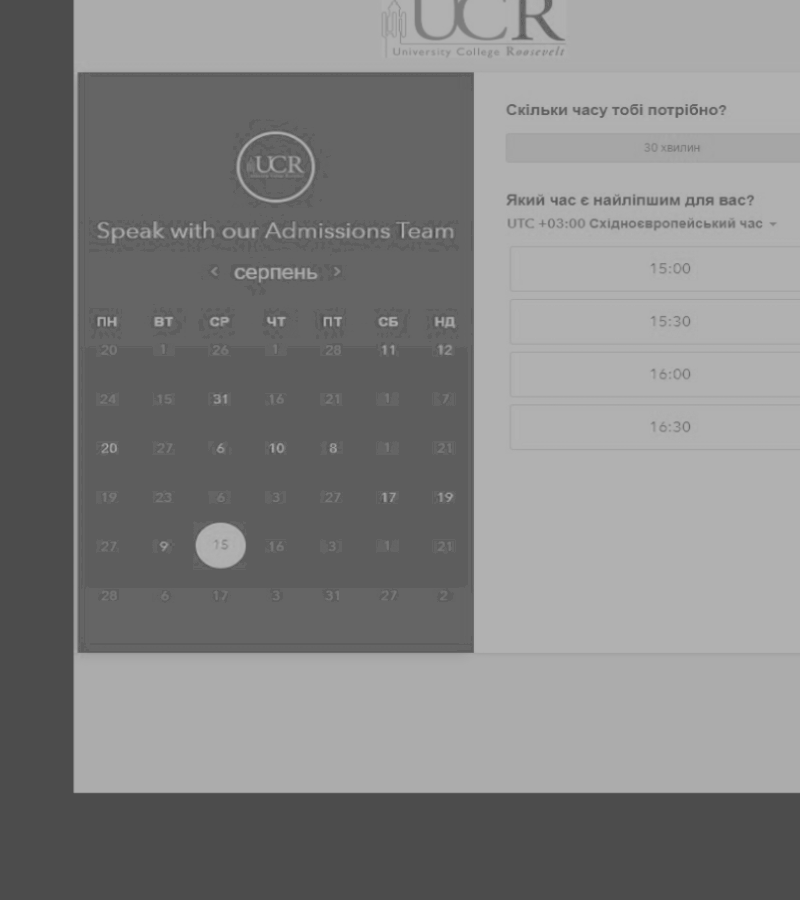 UCR
University College Roosevelt
UCR
Speak with our Admissions Team
< серпень >
ПН ВТ СР ЧТ ПТ СБ НД
20 1 26 1 28 11 12
24 15 31 16 21 1 7
20 27 6 10 8 1 21
19 23 6 3 27 17 19
27 9 15 16 3 1 21
28 6 17 3 31 27 2
Скільки часу тобі потрібно?
30 хвилин
Який час є найліпшим для вас?
UTC +03:00 Східноєвропейський час
15:00
15:30
16:00
16:30